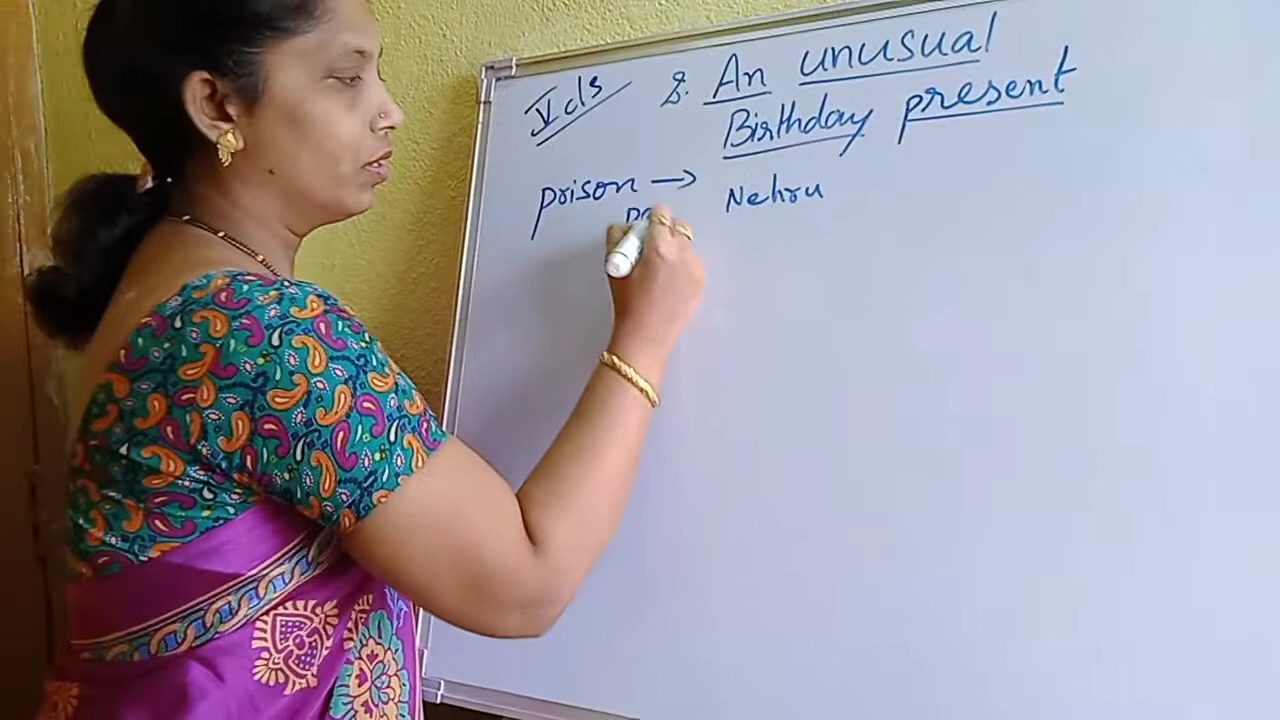 V cls
8. An unusual
Birthday present
prison → Nehru